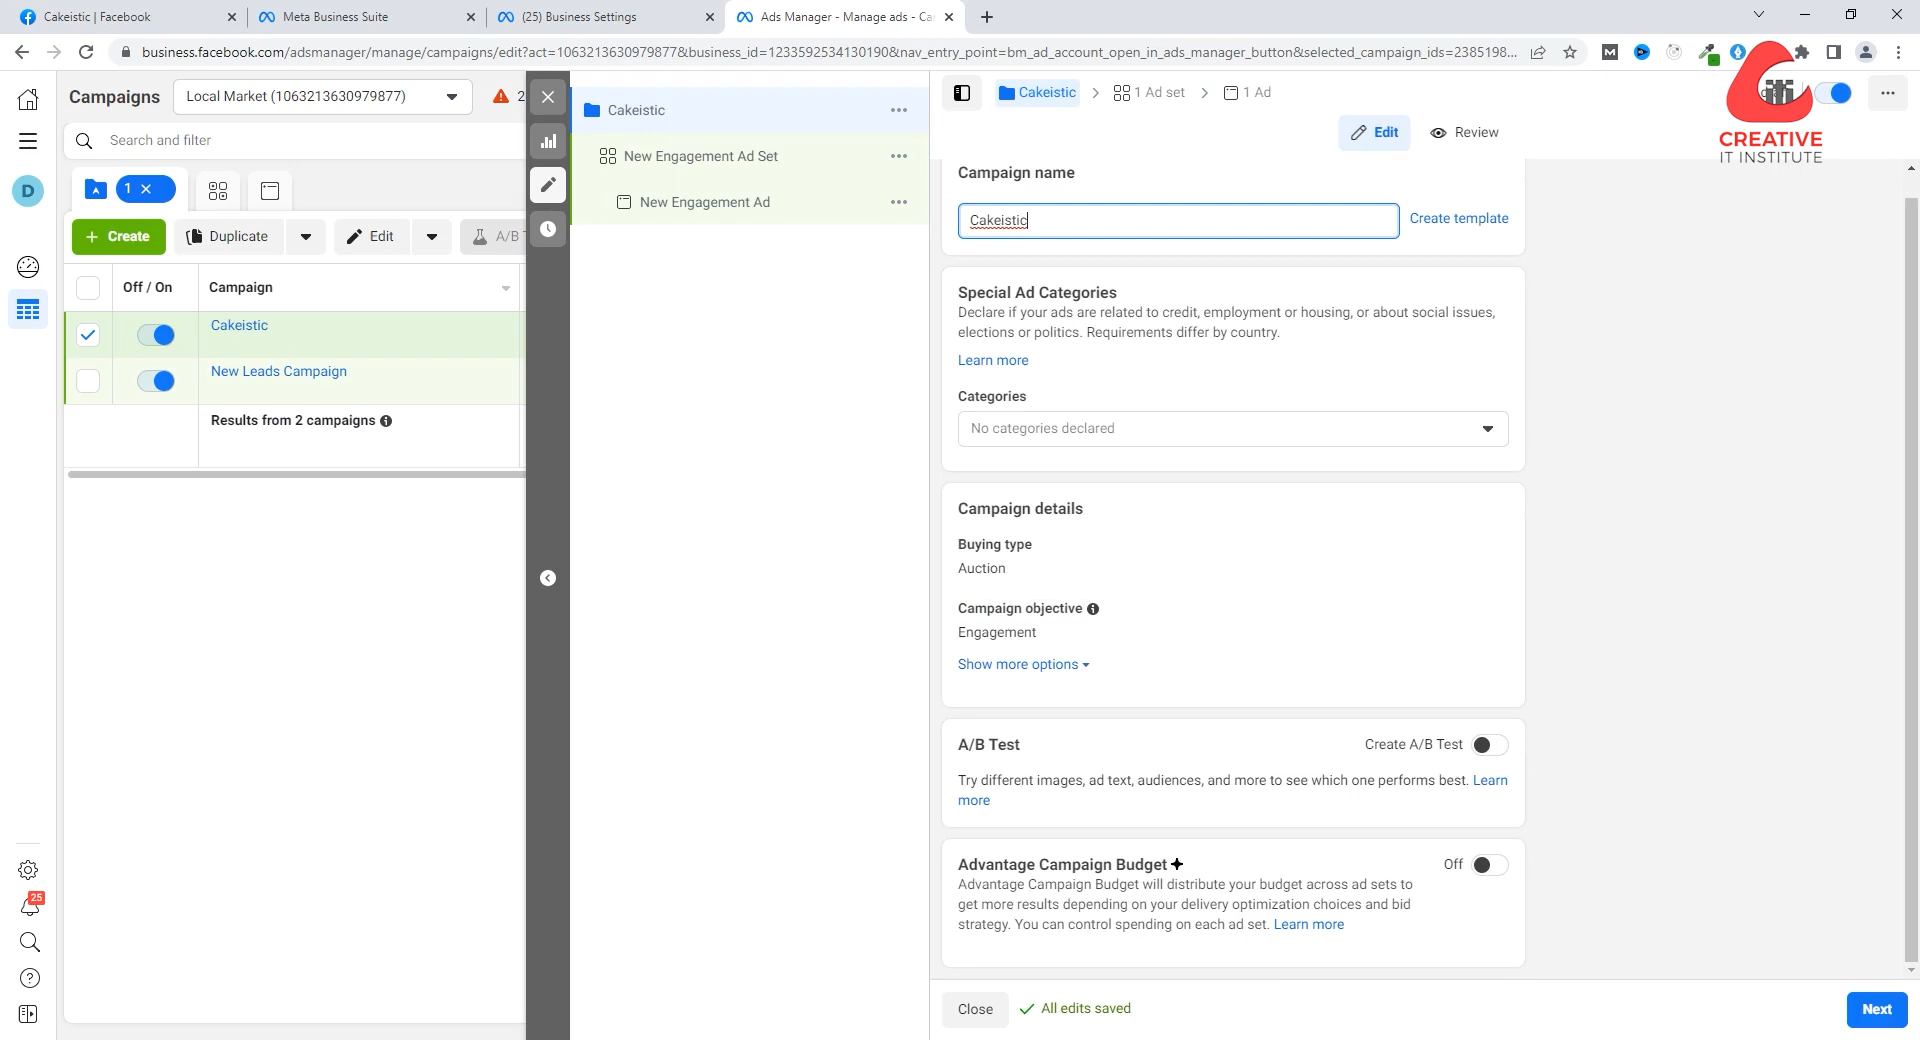 Cakeistic | Facebook
Meta Business Suite
(25) Business Settings
Ads Manager - Manage ads - Ca
business.facebook.com/adsmanager/manage/campaigns/edit?act=1063213630979877&business_id=1233592534130190&nav_entry_point=bm_ad_account_open_in_ads_manager_button&selected_campaign_ids=2385198...
Campaigns
Local Market (1063213630979877)
2
Cakeistic
1 Ad set
1 Ad
CREATIVE
IT INSTITUTE
Search and filter
Edit
Review
D
1
Create
Duplicate
Edit
A/B T
Off / On
Campaign
Cakeistic
New Leads Campaign
Results from 2 campaigns
25
Cakeistic
New Engagement Ad Set
New Engagement Ad
Campaign name
Cakeistic
Create template
Special Ad Categories
Declare if your ads are related to credit, employment or housing, or about social issues,
elections or politics. Requirements differ by country.
Learn more
Categories
No categories declared
Campaign details
Buying type
Auction
Campaign objective
Engagement
Show more options
A/B Test
Create A/B Test
Try different images, ad text, audiences, and more to see which one performs best. Learn
more
Advantage Campaign Budget
Off
Advantage Campaign Budget will distribute your budget across ad sets to
get more results depending on your delivery optimization choices and bid
strategy. You can control spending on each ad set. Learn more
Close
All edits saved
Next